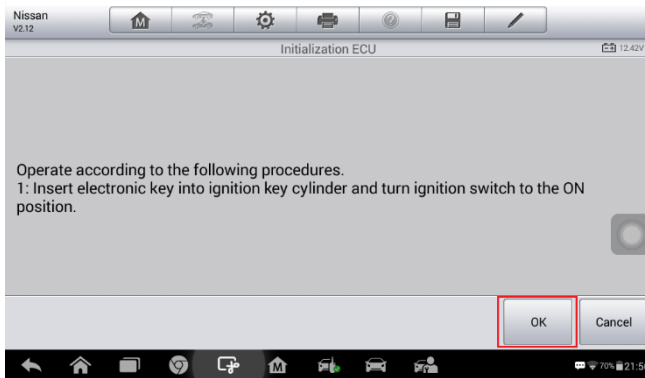 Nissan
V2.12
Initialization ECU
12.42V
Operate according to the following procedures.
1: Insert electronic key into ignition key cylinder and turn ignition switch to the ON
position.
OK
Cancel
70%